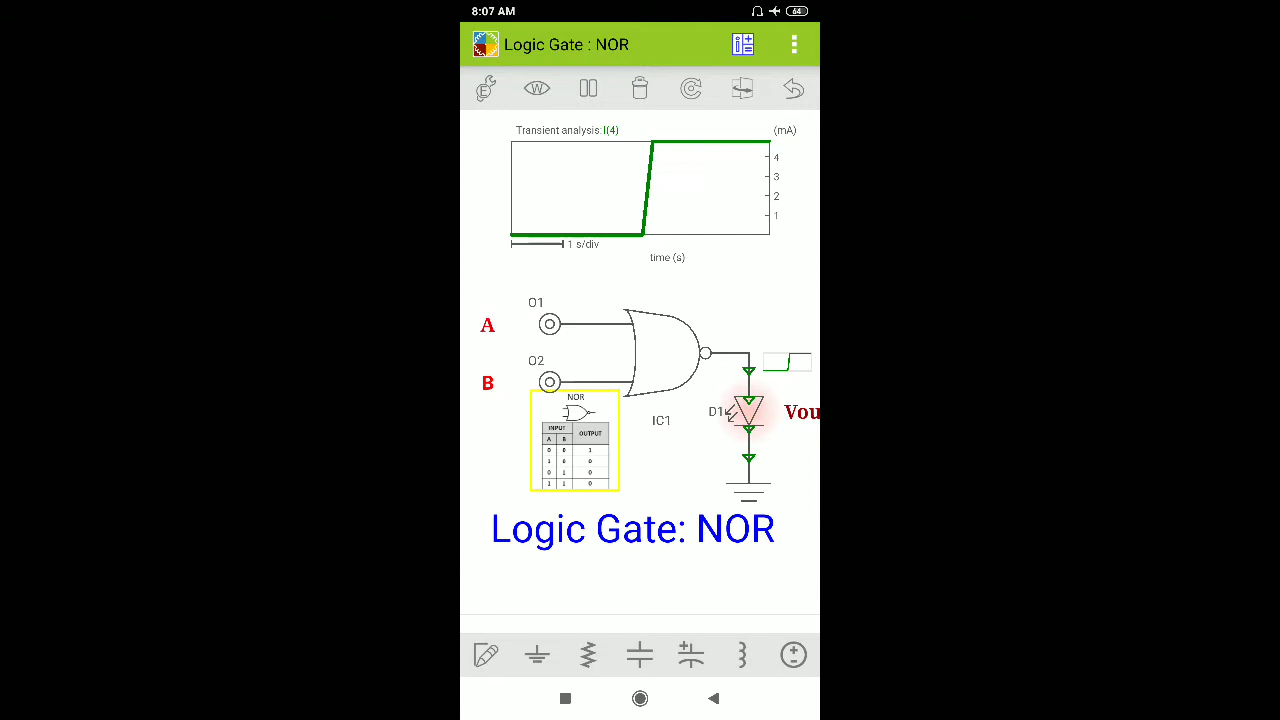 8:07 AM
64
Logic Gate : NOR
E
W
Transient analysis: I(4)
(mA)
4
3
2
1
1 s/div
time (s)
O1
A
O2
B
NOR
INPUT OUTPUT
A B
0 0 1
1 0 0
0 1 0
1 1 0
IC1
D1
Vou
Logic Gate: NOR